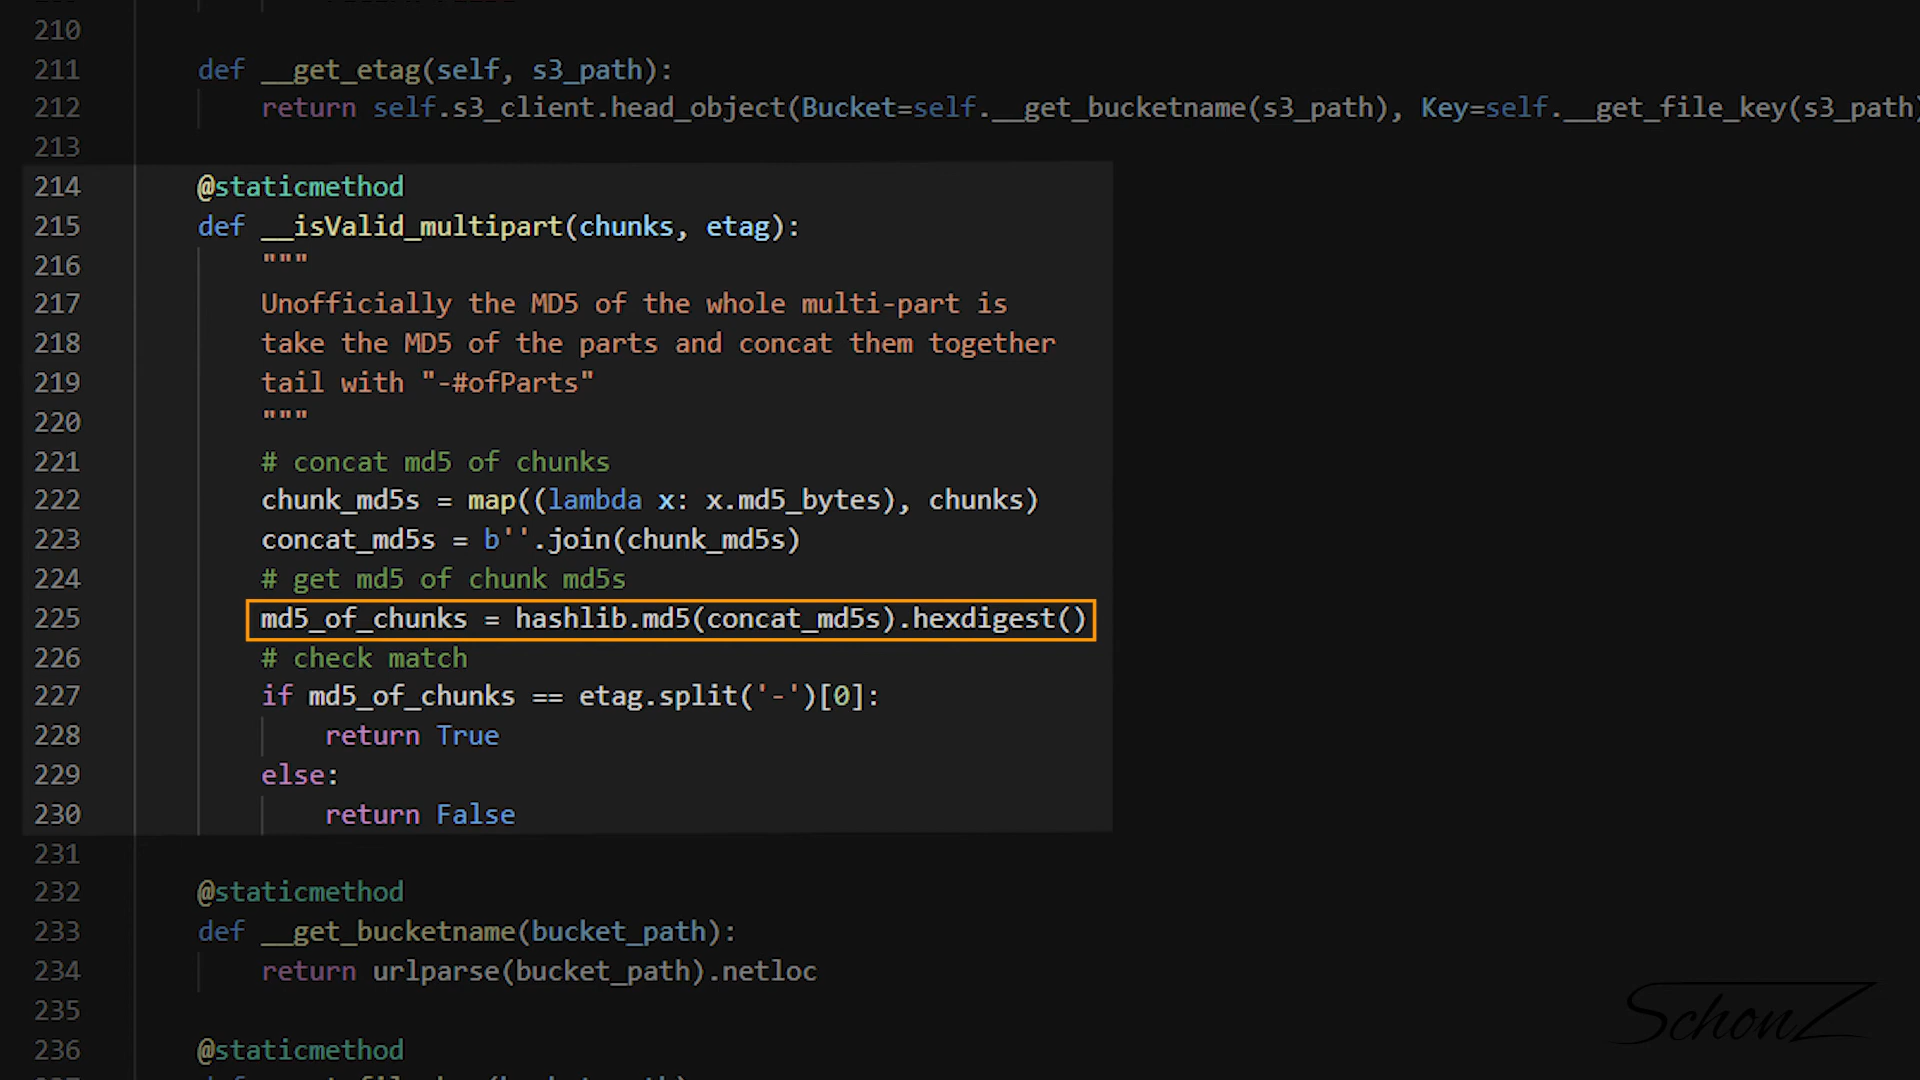 210
211 def __get_etag(self, s3_path):
212 return self.s3_client.head_object(Bucket=self.__get_bucketname(s3_path), Key=self.__get_file_key(s3_path)
213
214 @staticmethod
215 def __isValid_multipart(chunks, etag):
216 """
217 Unofficially the MD5 of the whole multi-part is
218 take the MD5 of the parts and concat them together
219 tail with "-#ofParts"
220 """
221 # concat md5 of chunks
222 chunk_md5s = map((lambda x: x.md5_bytes), chunks)
223 concat_md5s = b''.join(chunk_md5s)
224 # get md5 of chunk md5s
225 md5_of_chunks = hashlib.md5(concat_md5s).hexdigest()
226 # check match
227 if md5_of_chunks == etag.split('-')[0]:
228 return True
229 else:
230 return False
231
232 @staticmethod
233 def __get_bucketname(bucket_path):
234 return urlparse(bucket_path).netloc
235
236 @staticmethod
SchonZ